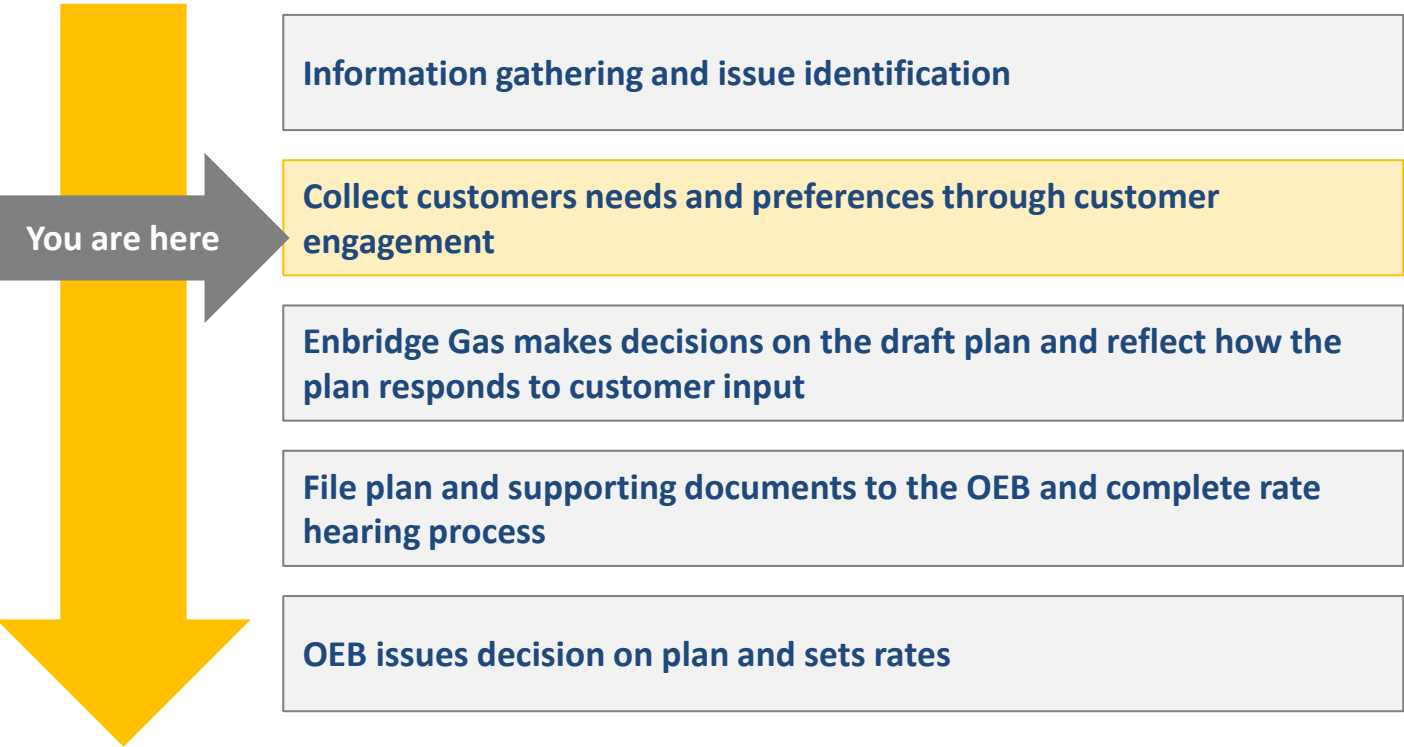 Information gathering and issue identification
You are here
Collect customers needs and preferences through customer
engagement
Enbridge Gas makes decisions on the draft plan and reflect how the
plan responds to customer input
File plan and supporting documents to the OEB and complete rate
hearing process
OEB issues decision on plan and sets rates